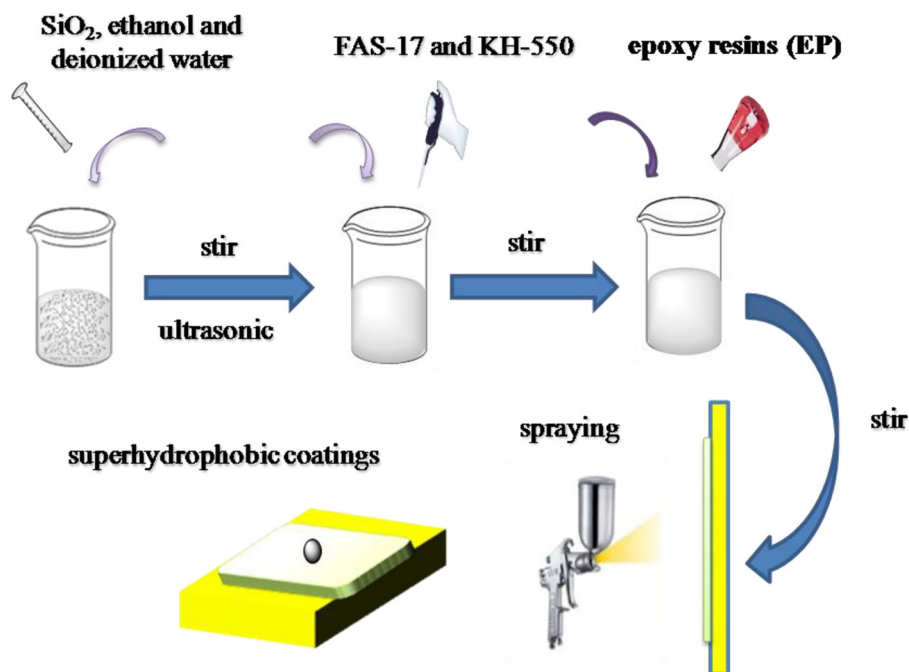 SiO₂, ethanol and
deionized water
FAS-17 and KH-550
epoxy resins (EP)
stir
ultrasonic
stir
stir
spraying
superhydrophobic coatings